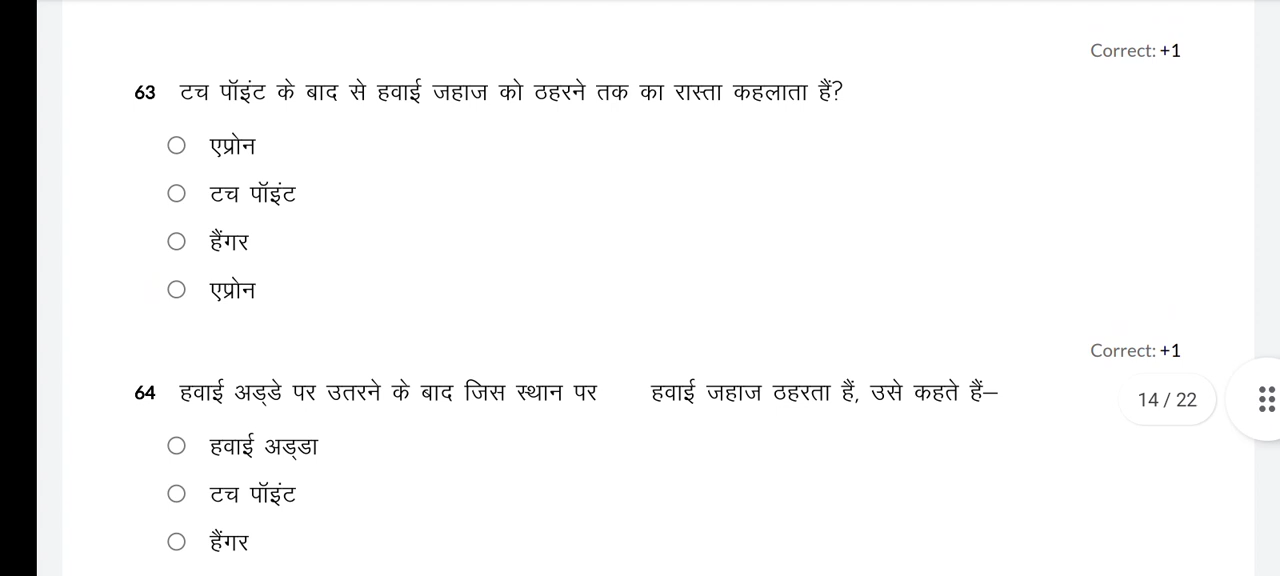 Correct: +1
63 टच पॉइंट के बाद से हवाई जहाज को ठहरने तक का रास्ता कहलाता हैं?
एप्रोन
टच पॉइंट
हैंगर
एप्रोन
Correct: +1
64 हवाई अड्डे पर उतरने के बाद जिस स्थान पर हवाई जहाज ठहरता हैं, उसे कहते हैं–
14 / 22
हवाई अड्डा
टच पॉइंट
हैंगर